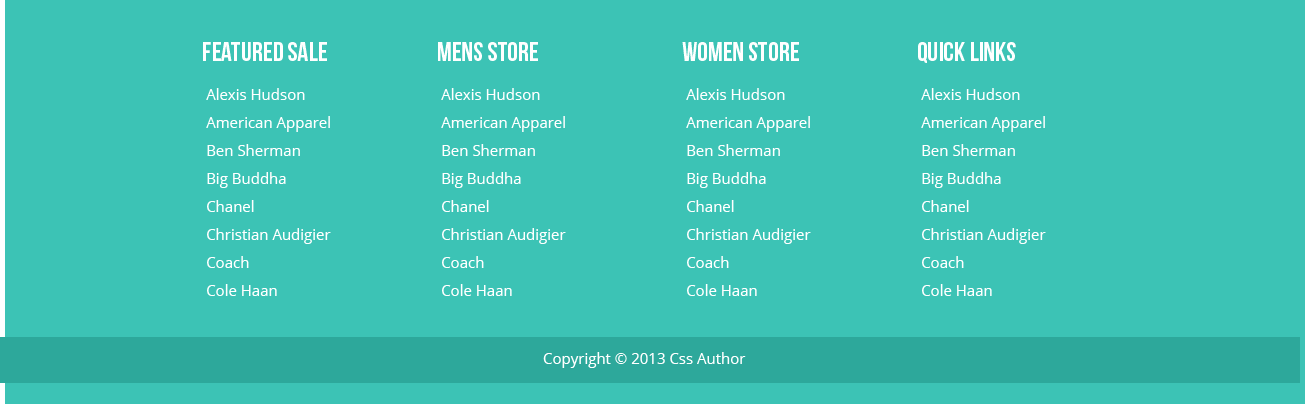 FEATURED SALE
Alexis Hudson
American Apparel
Ben Sherman
Big Buddha
Chanel
Christian Audigier
Coach
Cole Haan
MENS STORE
Alexis Hudson
American Apparel
Ben Sherman
Big Buddha
Chanel
Christian Audigier
Coach
Cole Haan
WOMEN STORE
Alexis Hudson
American Apparel
Ben Sherman
Big Buddha
Chanel
Christian Audigier
Coach
Cole Haan
QUICK LINKS
Alexis Hudson
American Apparel
Ben Sherman
Big Buddha
Chanel
Christian Audigier
Coach
Cole Haan
Copyright © 2013 Css Author